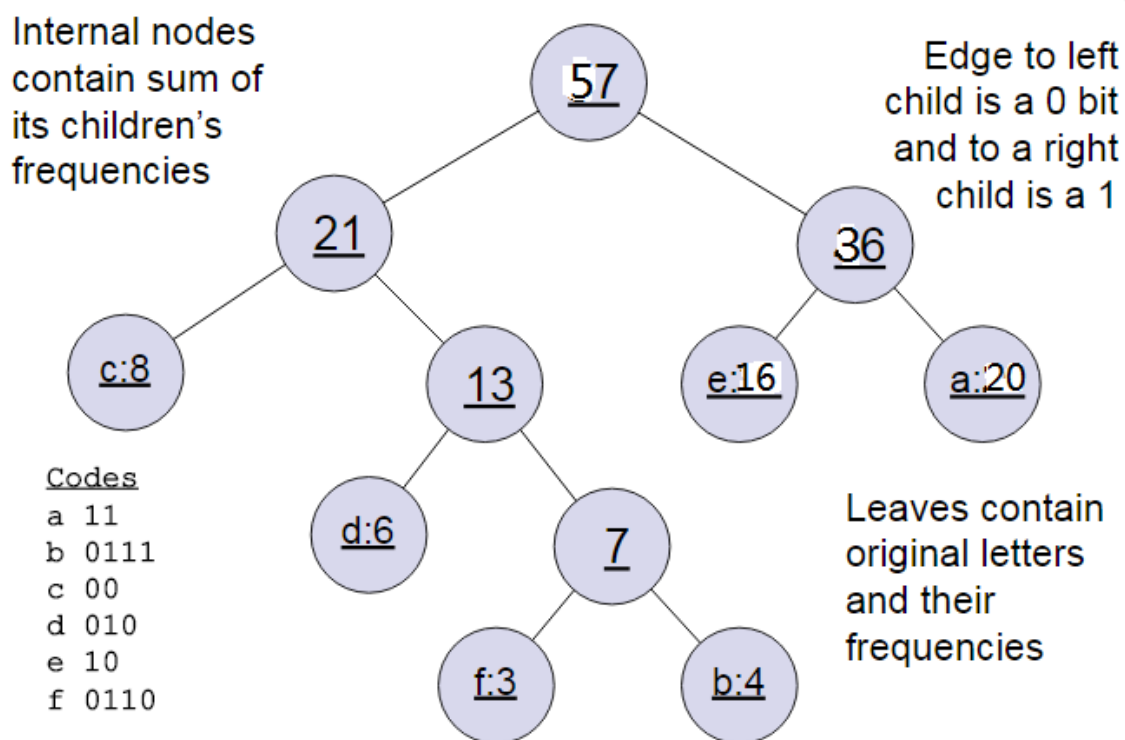 Internal nodes
contain sum of
its children's
frequencies
57
Edge to left
child is a 0 bit
and to a right
child is a 1
21
36
c:8
13
e:16
a:20
Codes
a 11
b 0111
c 00
d 010
e 10
f 0110
d:6
7
Leaves contain
original letters
and their
frequencies
f:3
b:4